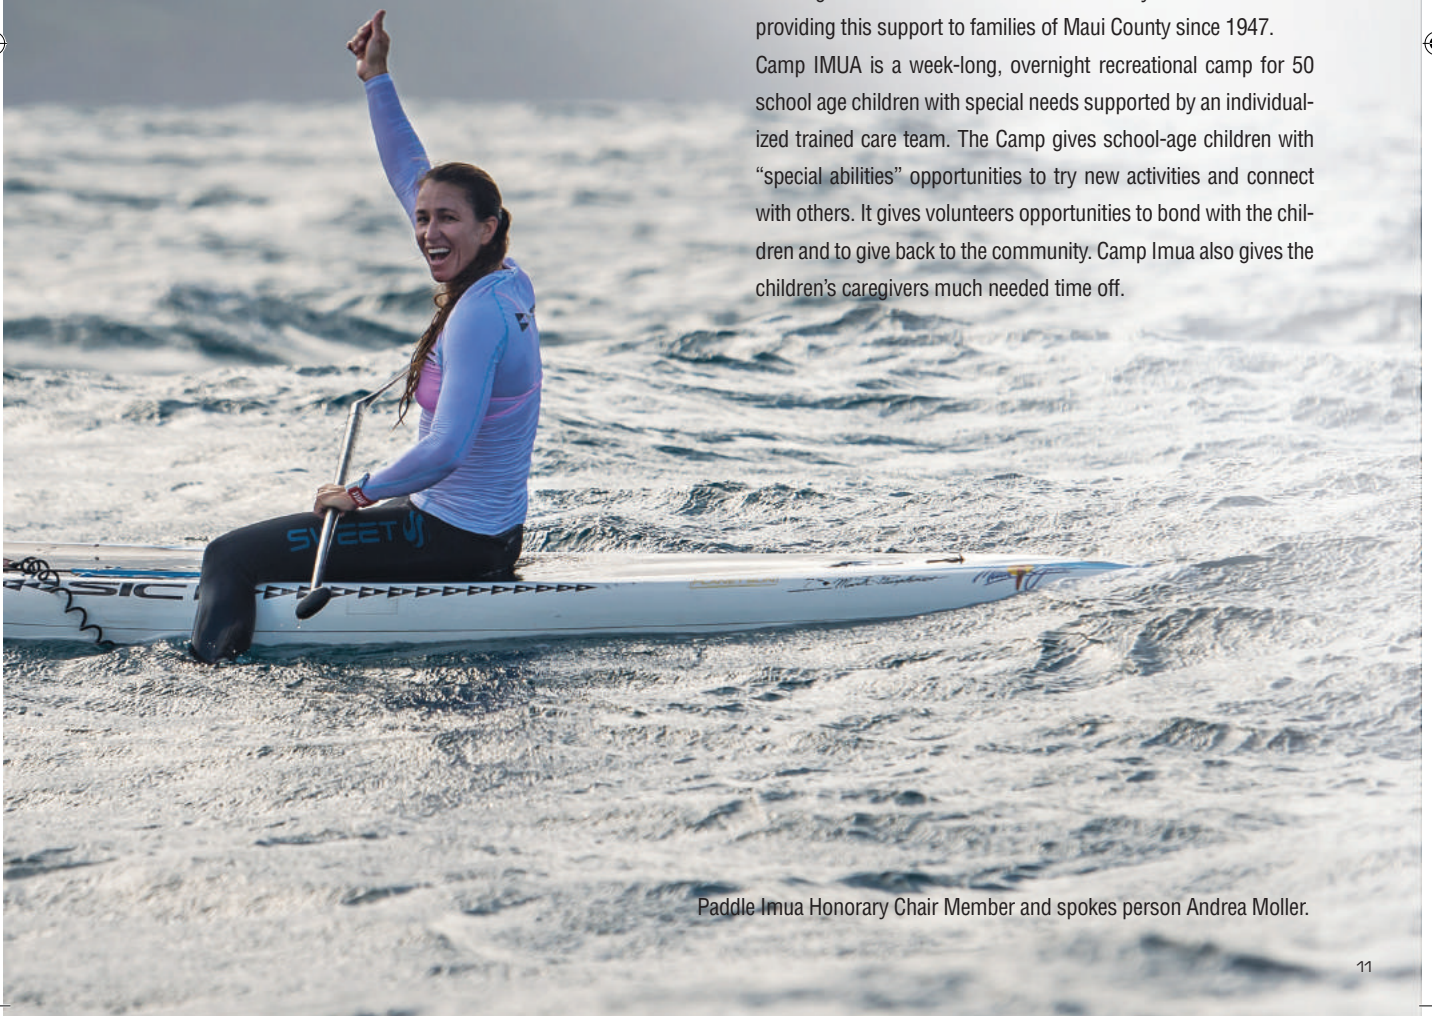 providing this support to families of Maui County since 1947.
Camp IMUA is a week-long, overnight recreational camp for 50
school age children with special needs supported by an individual-
ized trained care team. The Camp gives school-age children with
“special abilities” opportunities to try new activities and connect
with others. It gives volunteers opportunities to bond with the chil-
dren and to give back to the community. Camp Imua also gives the
children’s caregivers much needed time off.
SWEET
SIC
Paddle Imua Honorary Chair Member and spokes person Andrea Moller.
11